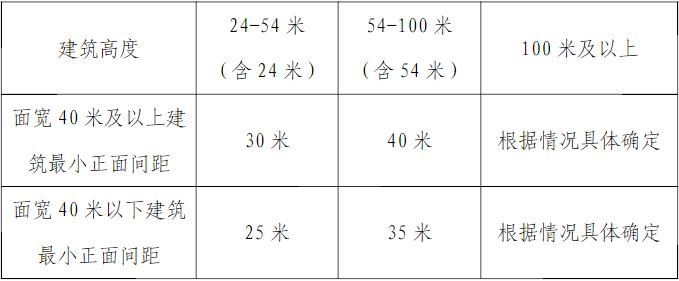 建筑高度
24-54 米
（含 24 米）
54-100 米
（含 54 米）
100 米及以上
面宽 40 米及以上建
筑最小正面间距
30 米
40 米
根据情况具体确定
面宽 40 米以下建筑
最小正面间距
25 米
35 米
根据情况具体确定